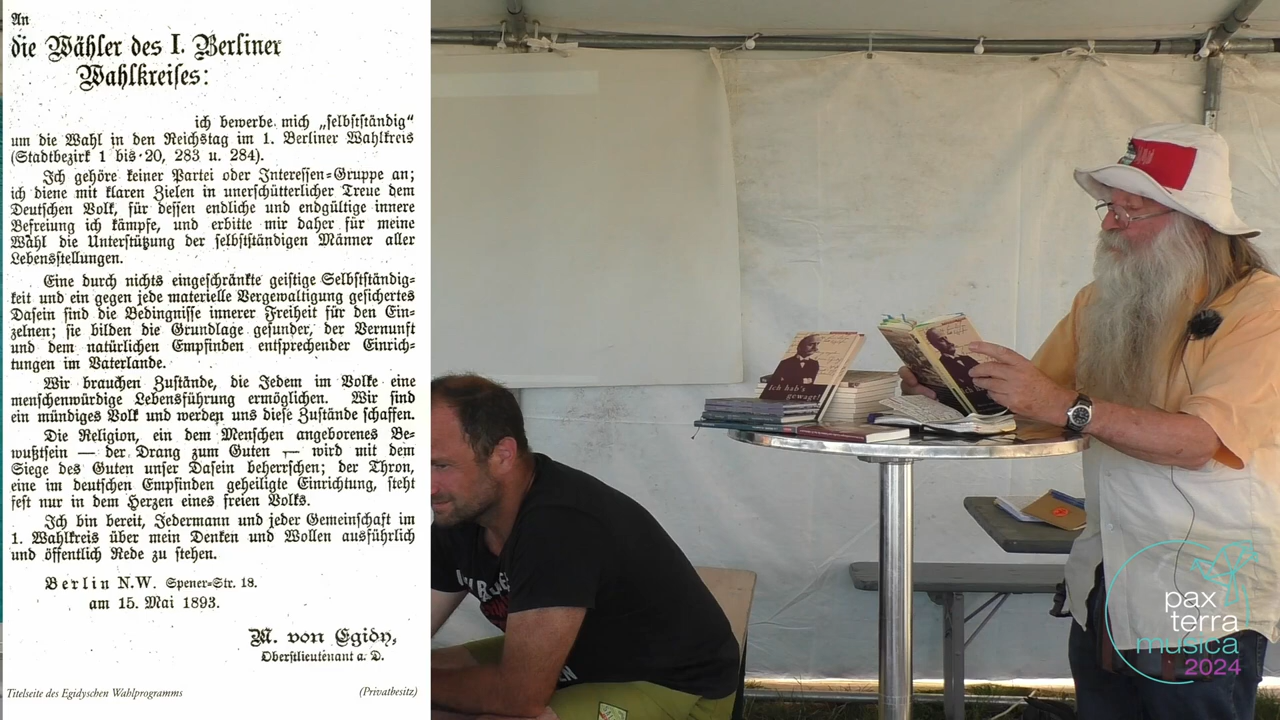 An
die Wähler des I. Berliner
Wahlkreises:
ich bewerbe mich „selbstständig“
um die Wahl in den Reichstag im 1. Berliner Wahlkreis
(Stadtbezirk 1 bis 20, 283 u. 284).
Ich gehöre keiner Partei oder Interessen-Gruppe an;
ich diene mit klaren Zielen in unerschütterlicher Treue dem
Deutschen Volk, für dessen endliche und endgültige innere
Befreiung ich kämpfe, und erbitte mir daher für meine
Wahl die Unterstützung der selbstständigen Männer aller
Lebensstellungen.
Eine durch nichts eingeschränkte geistige Selbstständig-
keit und ein gegen jede materielle Vergewaltigung gesichertes
Dasein sind die Bedingnisse innerer Freiheit für den Ein-
zelnen; sie bilden die Grundlage gesunder, der Vernunft
und dem natürlichen Empfinden entsprechender Einrich-
tungen im Vaterlande.
Wir brauchen Zustände, die Jedem im Volke eine
menschenwürdige Lebensführung ermöglichen. Wir sind
ein mündiges Volk und werden uns diese Zustände schaffen.
Die Religion, ein dem Menschen angeborenes Be-
wußtsein — der Drang zum Guten — wird mit dem
Siege des Guten unser Dasein beherrschen; der Thron,
eine im deutschen Empfinden geheiligte Einrichtung, steht
fest nur in dem Herzen eines freien Volks.
Ich bin bereit, Jedermann und jeder Gemeinschaft im
1. Wahlkreis über mein Denken und Wollen ausführlich
und öffentlich Rede zu stehen.
Berlin N.W. Spener-Str. 18.
am 15. Mai 1893.
M. von Egidy,
Oberstlieutenant a. D.
Titelseite des Egidyschen Wahlprogramms (Privatbesitz)
Ich hab's
gewagt!
pax
terra
musica
2024